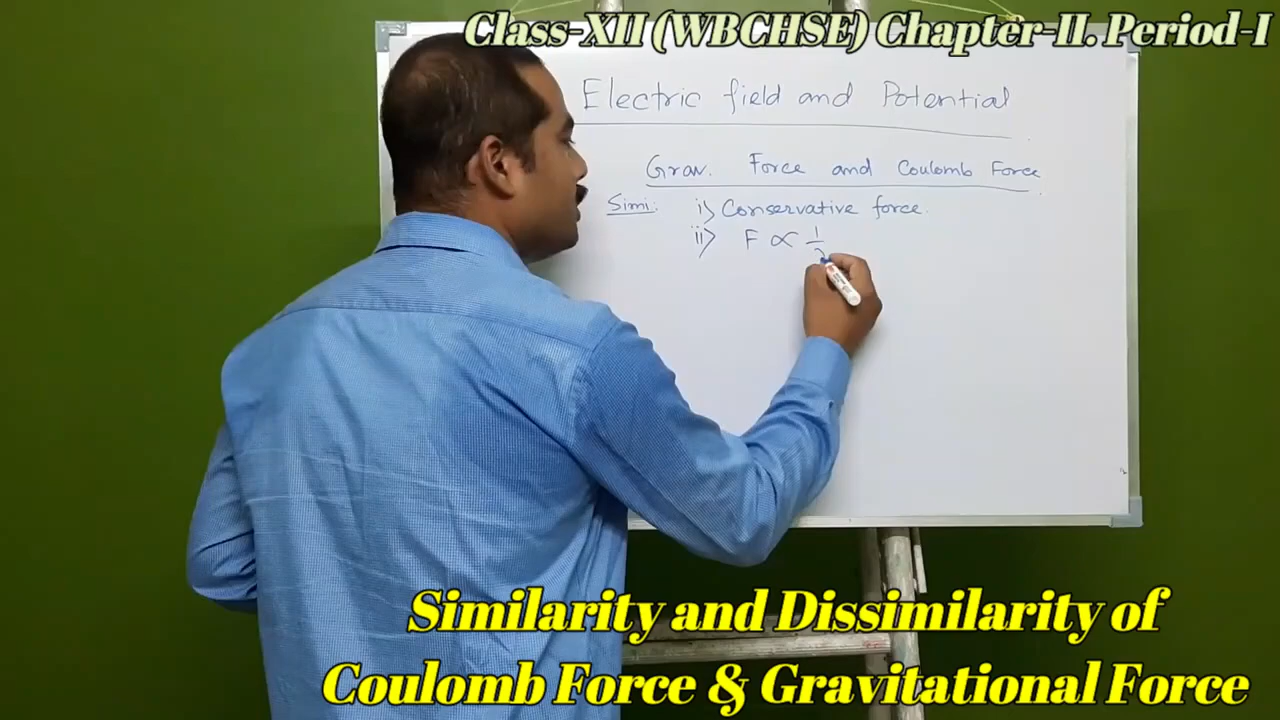 Class-XII (WBCHSE) Chapter-II. Period-I
Electric field and Potential
Grav. Force and Coulomb Force
Simi. i) Conservative force.
ii) F ∝ 1/
Similarity and Dissimilarity of
Coulomb Force & Gravitational Force